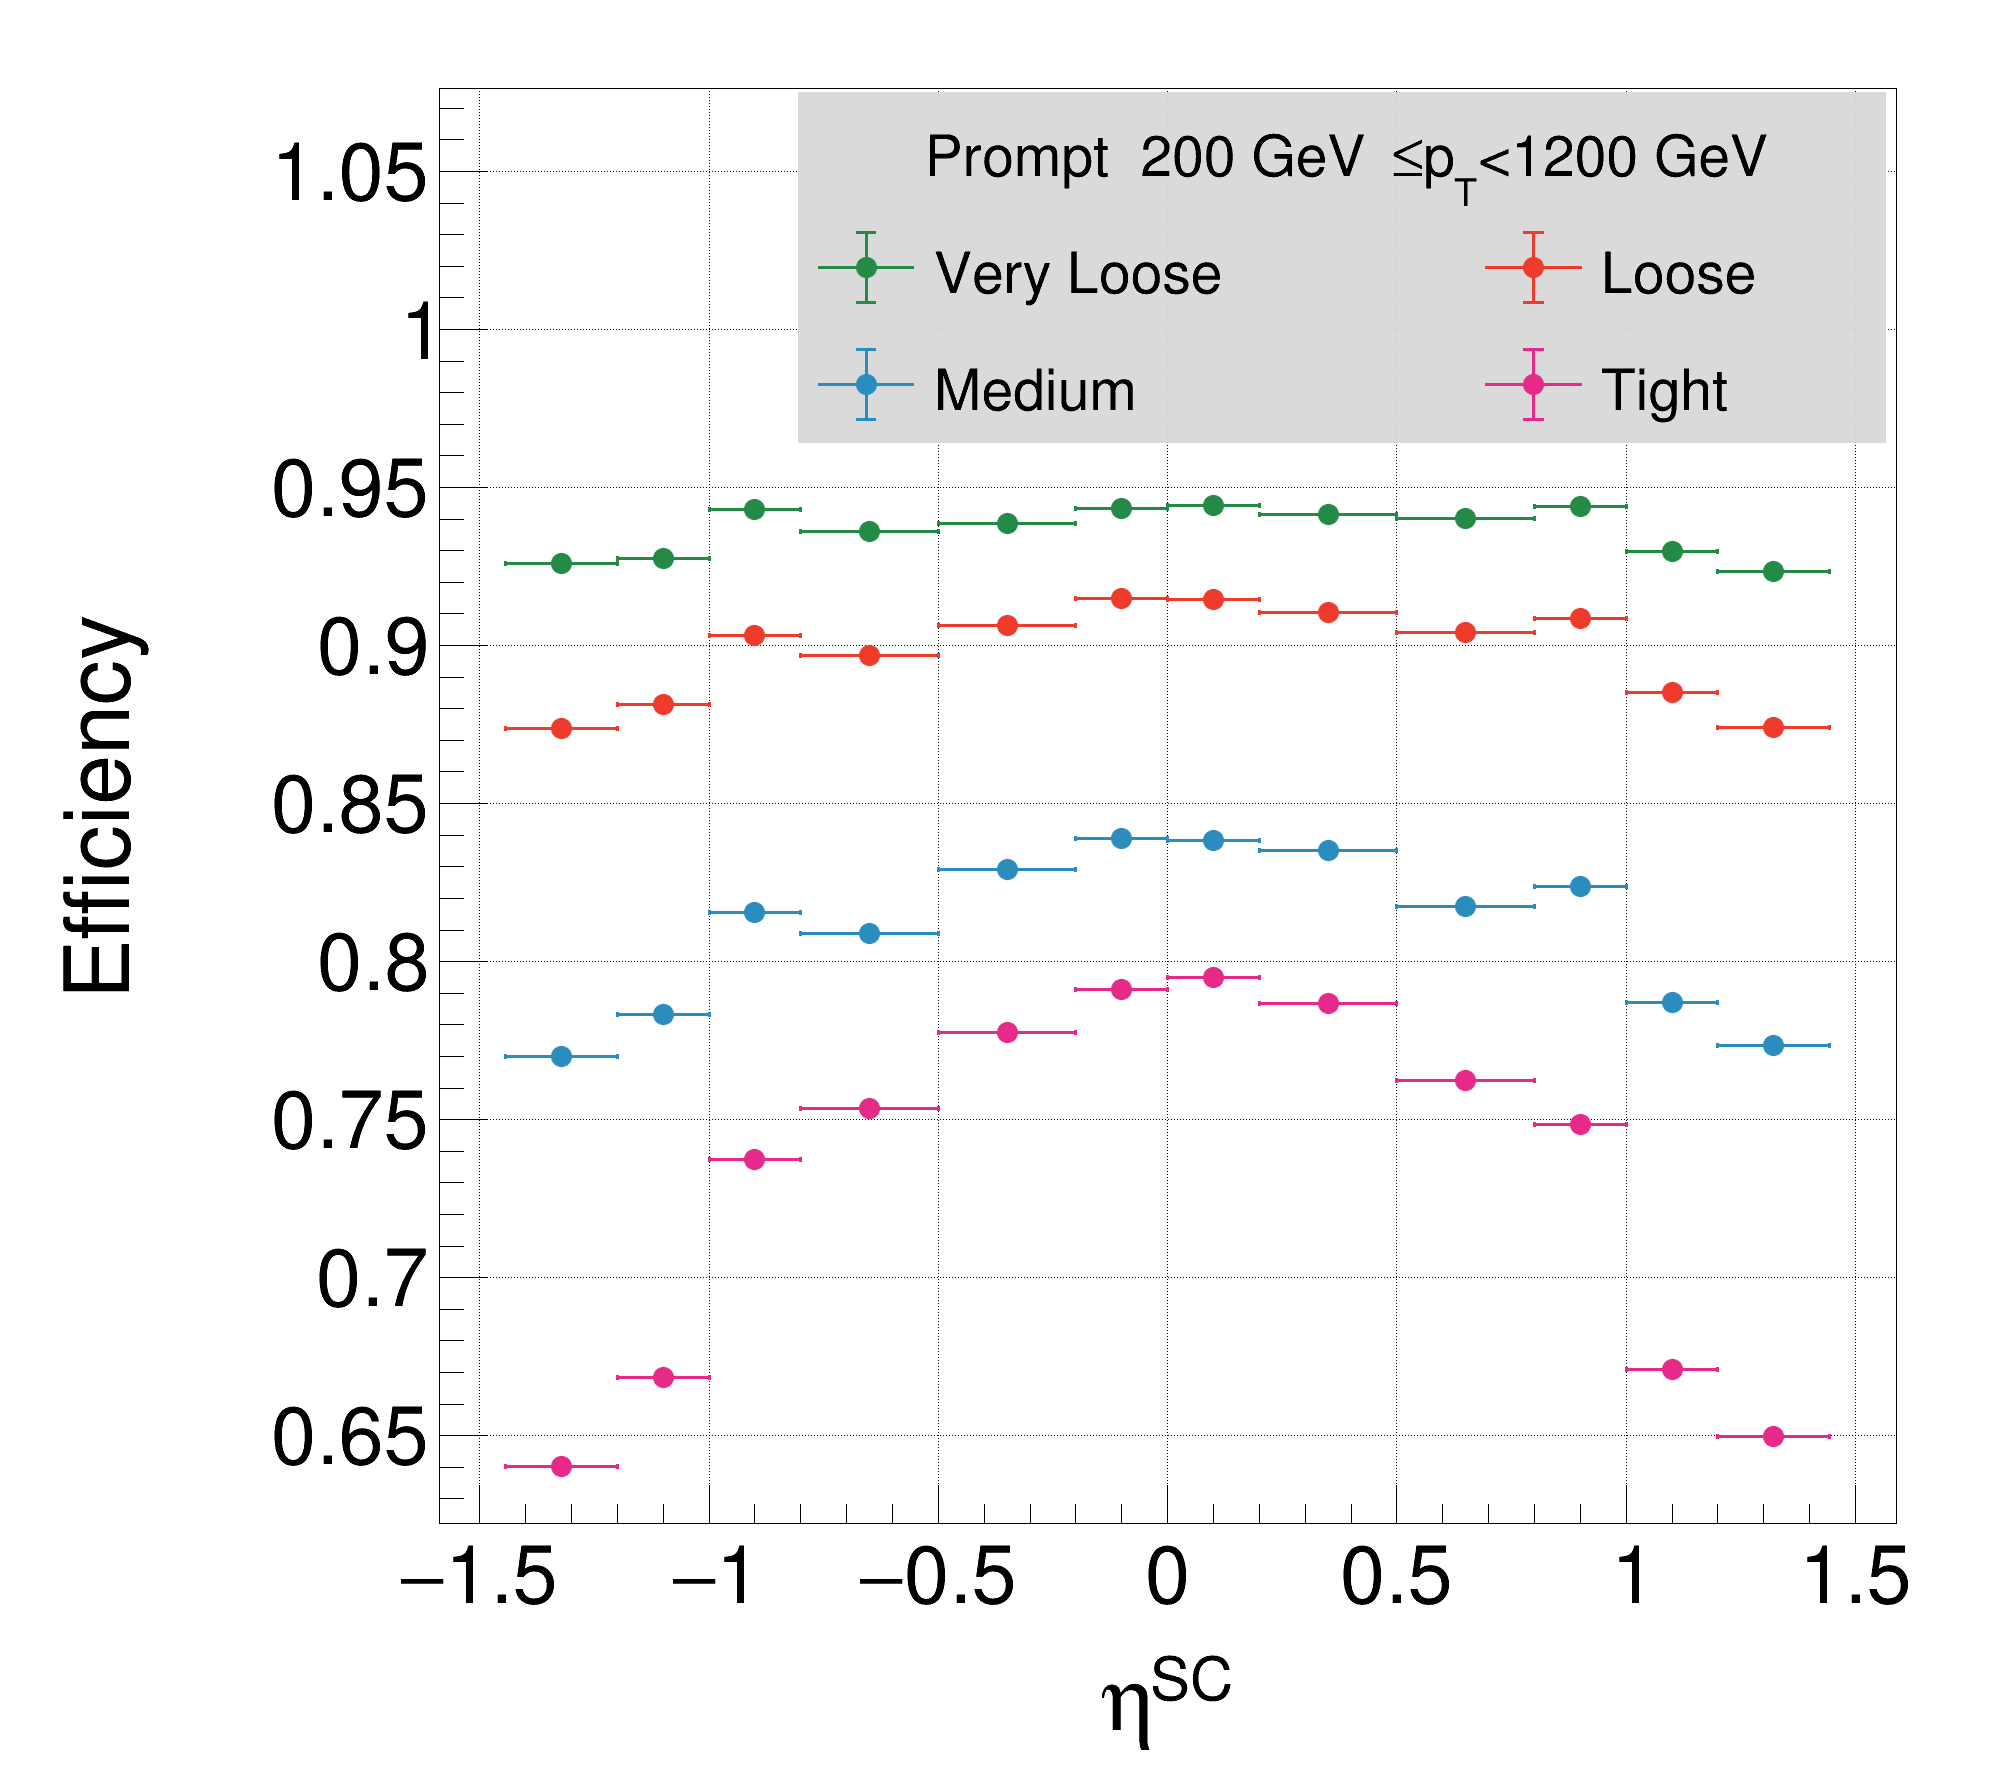 Prompt 200 GeV ≤pT<1200 GeV
Very Loose
Loose
Medium
Tight
1.05
1
0.95
0.9
0.85
0.8
0.75
0.7
0.65
Efficiency
−1.5 −1 −0.5 0 0.5 1 1.5
ηSC